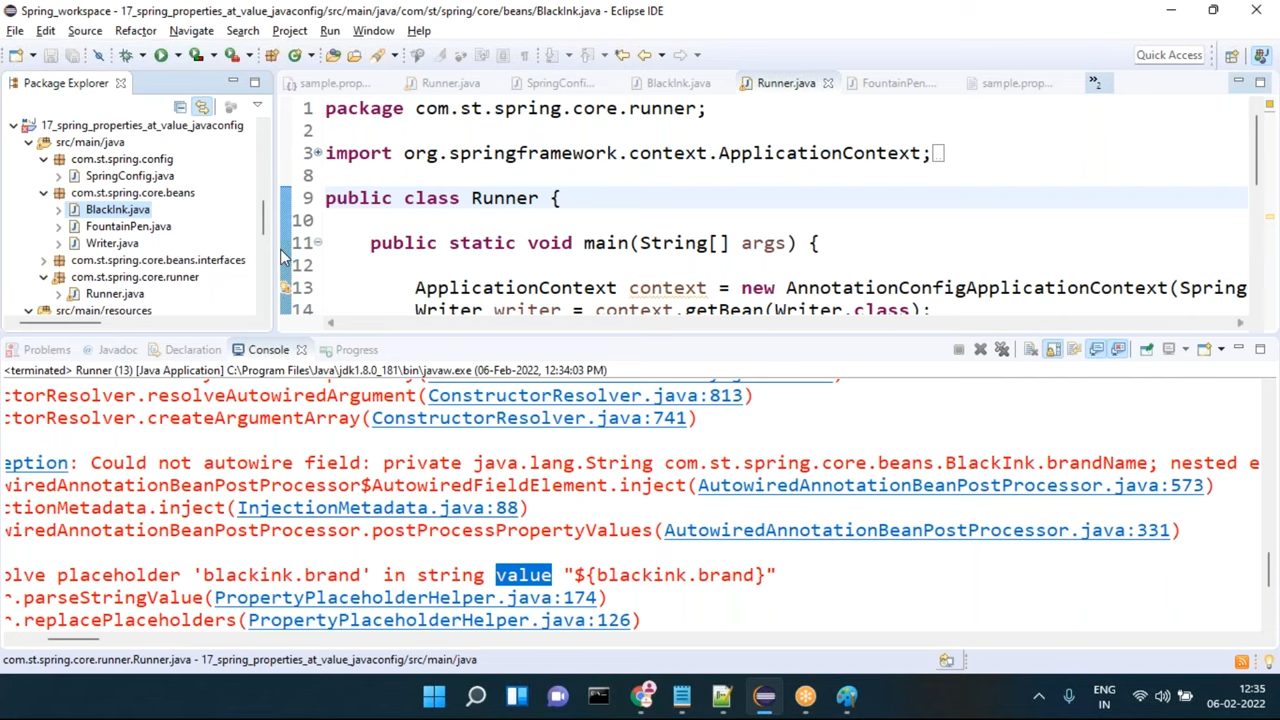 Spring_workspace - 17_spring_properties_at_value_javaconfig/src/main/java/com/st/spring/core/beans/BlackInk.java - Eclipse IDE
File Edit Source Refactor Navigate Search Project Run Window Help
Quick Access
Package Explorer
sample.prop... Runner.java SpringConfi... BlackInk.java Runner.java FountainPen.... sample.prop... »2
17_spring_properties_at_value_javaconfig
src/main/java
com.st.spring.config
SpringConfig.java
com.st.spring.core.beans
BlackInk.java
FountainPen.java
Writer.java
com.st.spring.core.beans.interfaces
com.st.spring.core.runner
Runner.java
src/main/resources
1 package com.st.spring.core.runner;
2
3 import org.springframework.context.ApplicationContext;
8
9 public class Runner {
10
11 public static void main(String[] args) {
12
13 ApplicationContext context = new AnnotationConfigApplicationContext(Spring
14 Writer writer = context.getBean(Writer.class);
Problems Javadoc Declaration Console Progress
<terminated> Runner (13) [Java Application] C:\Program Files\Java\jdk1.8.0_181\bin\javaw.exe (06-Feb-2022, 12:34:03 PM)
ctorResolver.resolveAutowiredArgument(ConstructorResolver.java:813)
ctorResolver.createArgumentArray(ConstructorResolver.java:741)
eption: Could not autowire field: private java.lang.String com.st.spring.core.beans.BlackInk.brandName; nested e
wiredAnnotationBeanPostProcessor$AutowiredFieldElement.inject(AutowiredAnnotationBeanPostProcessor.java:573)
ctionMetadata.inject(InjectionMetadata.java:88)
wiredAnnotationBeanPostProcessor.postProcessPropertyValues(AutowiredAnnotationBeanPostProcessor.java:331)
olve placeholder 'blackink.brand' in string value "${blackink.brand}"
r.parseStringValue(PropertyPlaceholderHelper.java:174)
r.replacePlaceholders(PropertyPlaceholderHelper.java:126)
com.st.spring.core.runner.Runner.java - 17_spring_properties_at_value_javaconfig/src/main/java
ENG
IN
12:35
06-02-2022